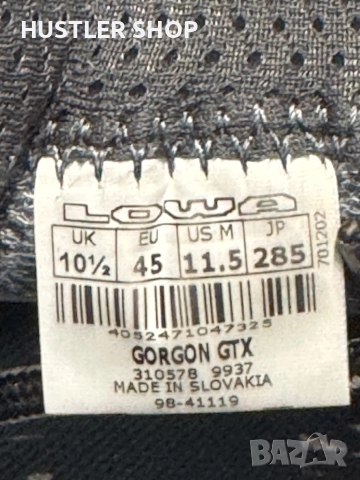 HUSTLER SHOP
LOWA
UK EU US M JP
10½ 45 11.5 285
701202
4052471047325
GORGON GTX
310578 9937
MADE IN SLOVAKIA
98-41119
BAZAR